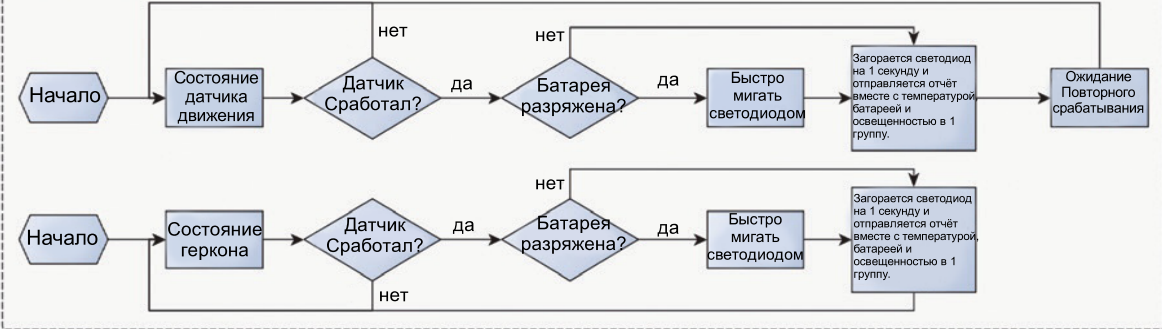 нет
нет
Начало
Состояние
датчика
движения
Датчик
Сработал?
да
Батарея
разряжена?
да
Быстро
мигать
светодиодом
Загорается светодиод
на 1 секунду и
отправляется отчёт
вместе с температурой,
батареей и
освещенностью в 1
группу.
Ожидание
Повторного
срабатывания
нет
Начало
Состояние
геркона
Датчик
Сработал?
да
Батарея
разряжена?
да
Быстро
мигать
светодиодом
Загорается светодиод
на 1 секунду и
отправляется отчёт
вместе с температурой,
батареей и
освещенностью в 1
группу.
нет